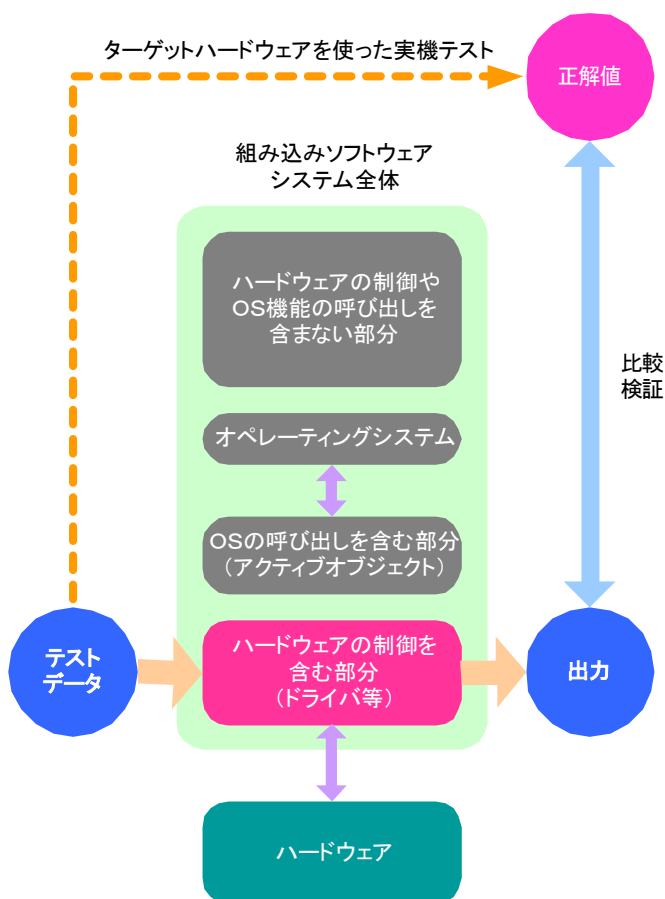 ターゲットハードウェアを使った実機テスト
正解値
組み込みソフトウェア
システム全体
ハードウェアの制御や
OS機能の呼び出しを
含まない部分
比較
検証
オペレーティングシステム
OSの呼び出しを含む部分
（アクティブオブジェクト）
テスト
データ
ハードウェアの制御を
含む部分
（ドライバ等）
出力
ハードウェア